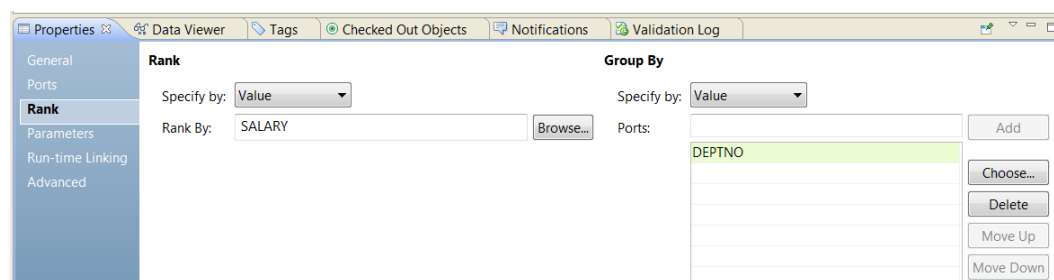 Properties Data Viewer Tags Checked Out Objects Notifications Validation Log
General
Ports
Rank
Parameters
Run-time Linking
Advanced
Rank
Specify by: Value
Rank By: SALARY Browse...
Group By
Specify by: Value
Ports: Add
DEPTNO
Choose...
Delete
Move Up
Move Down